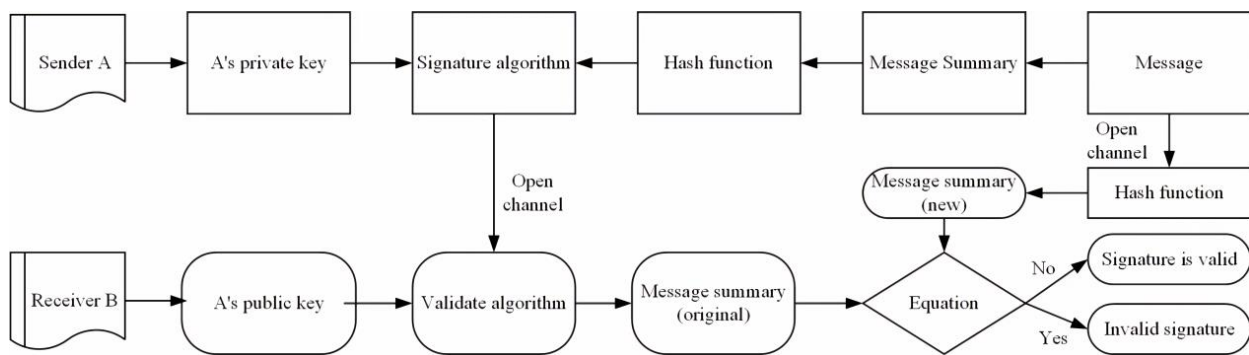 Sender A
A's private key
Signature algorithm
Hash function
Message Summary
Message
Open
channel
Open
channel
Message summary
(new)
Hash function
Receiver B
A's public key
Validate algorithm
Message summary
(original)
Equation
No
Signature is valid
Yes
Invalid signature